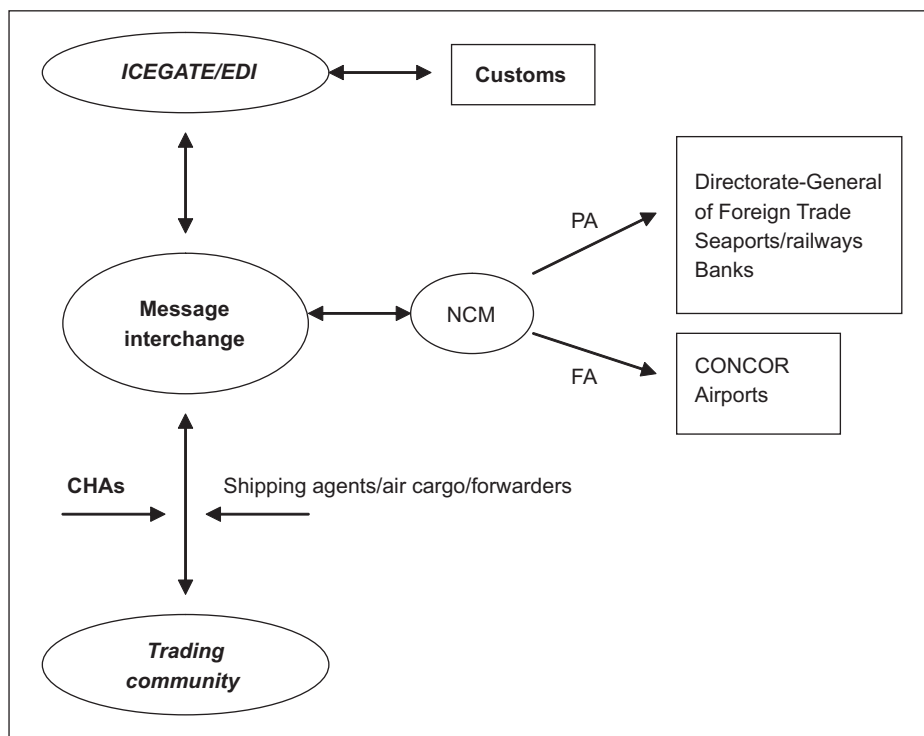 ICEGATE/EDI
Customs
Directorate-General
of Foreign Trade
Seaports/railways
Banks
PA
Message
interchange
NCM
FA
CONCOR
Airports
CHAs
Shipping agents/air cargo/forwarders
Trading
community